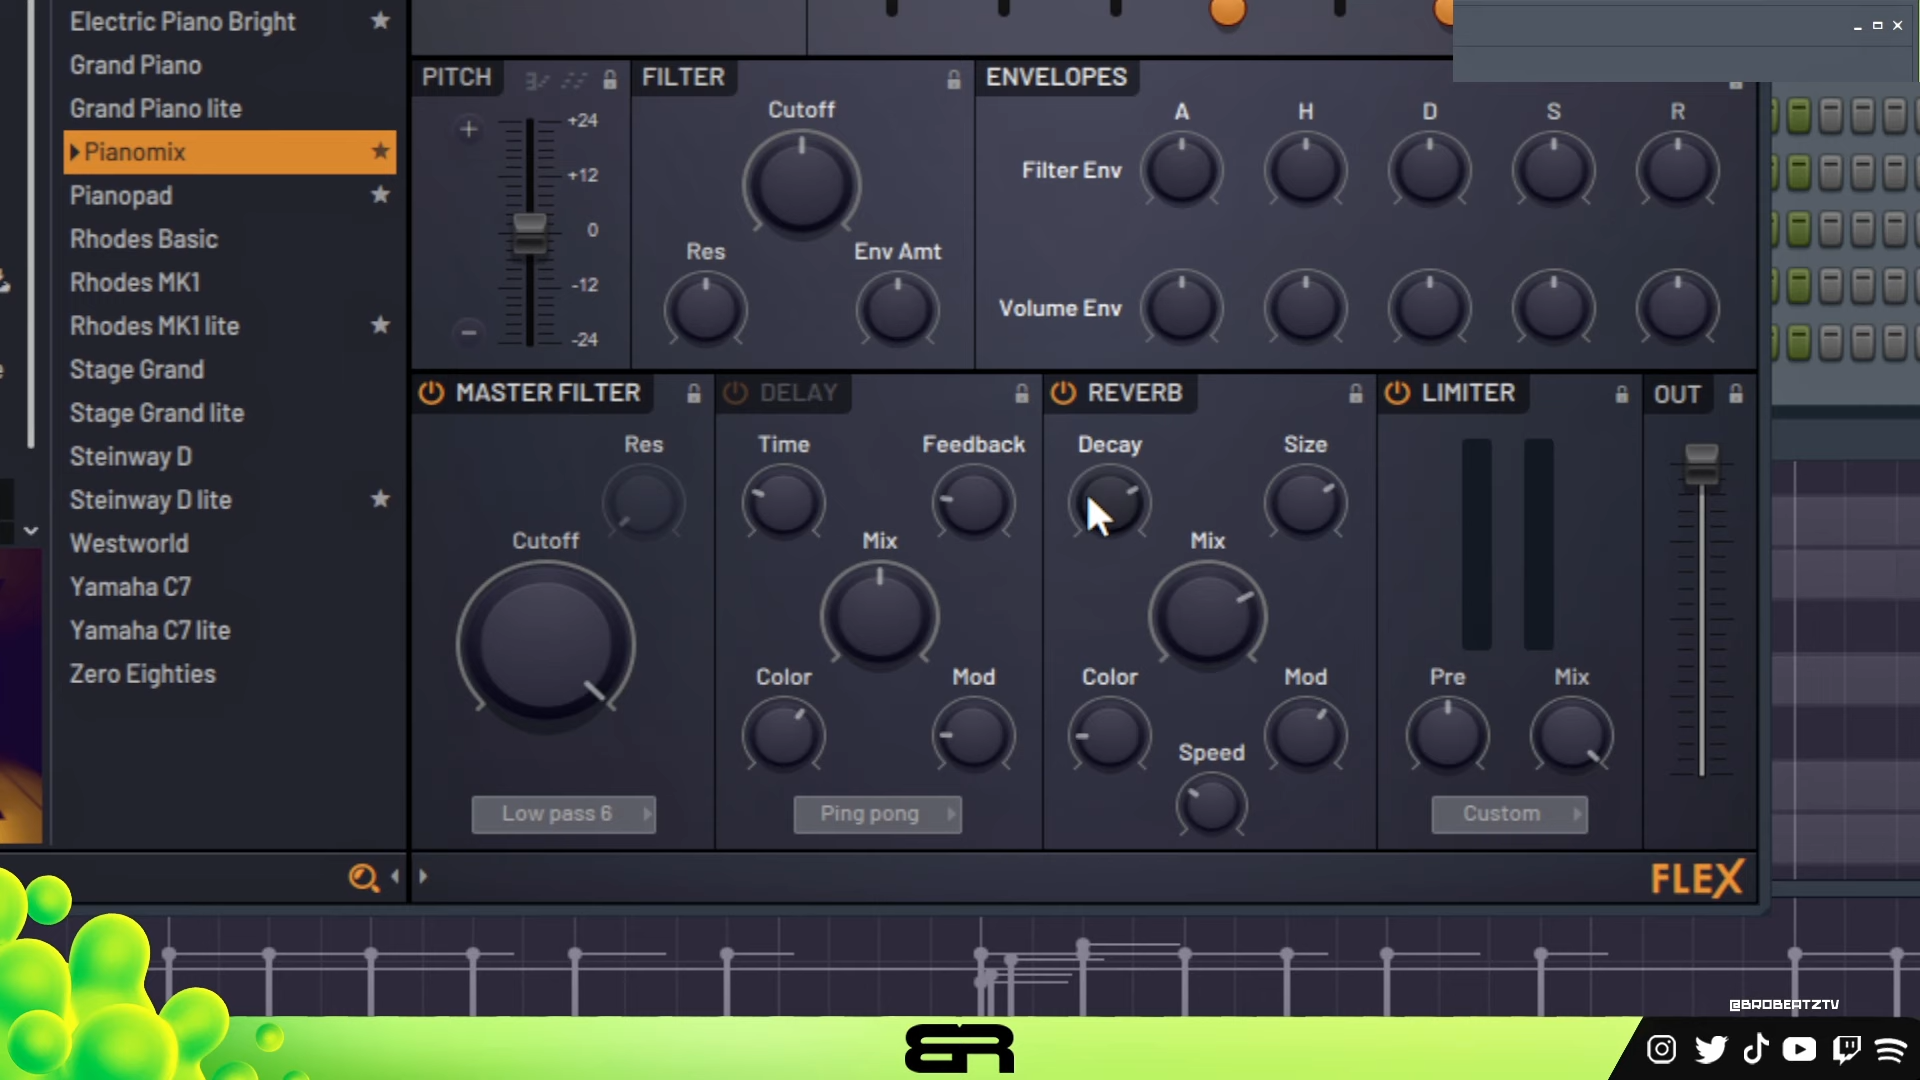 Electric Piano Bright
Grand Piano
Grand Piano lite
Pianomix
Pianopad
Rhodes Basic
Rhodes MK1
Rhodes MK1 lite
Stage Grand
Stage Grand lite
Steinway D
Steinway D lite
Westworld
Yamaha C7
Yamaha C7 lite
Zero Eighties
PITCH
+24
+12
0
-12
-24
FILTER
Cutoff
Res
Env Amt
ENVELOPES
A H D S R
Filter Env
Volume Env
MASTER FILTER
Res
Cutoff
Low pass 6
DELAY
Time
Feedback
Mix
Color
Mod
Ping pong
REVERB
Decay
Size
Mix
Color
Mod
Speed
LIMITER
Pre
Mix
Custom
OUT
FLEX
@BROBEATZTV
BR